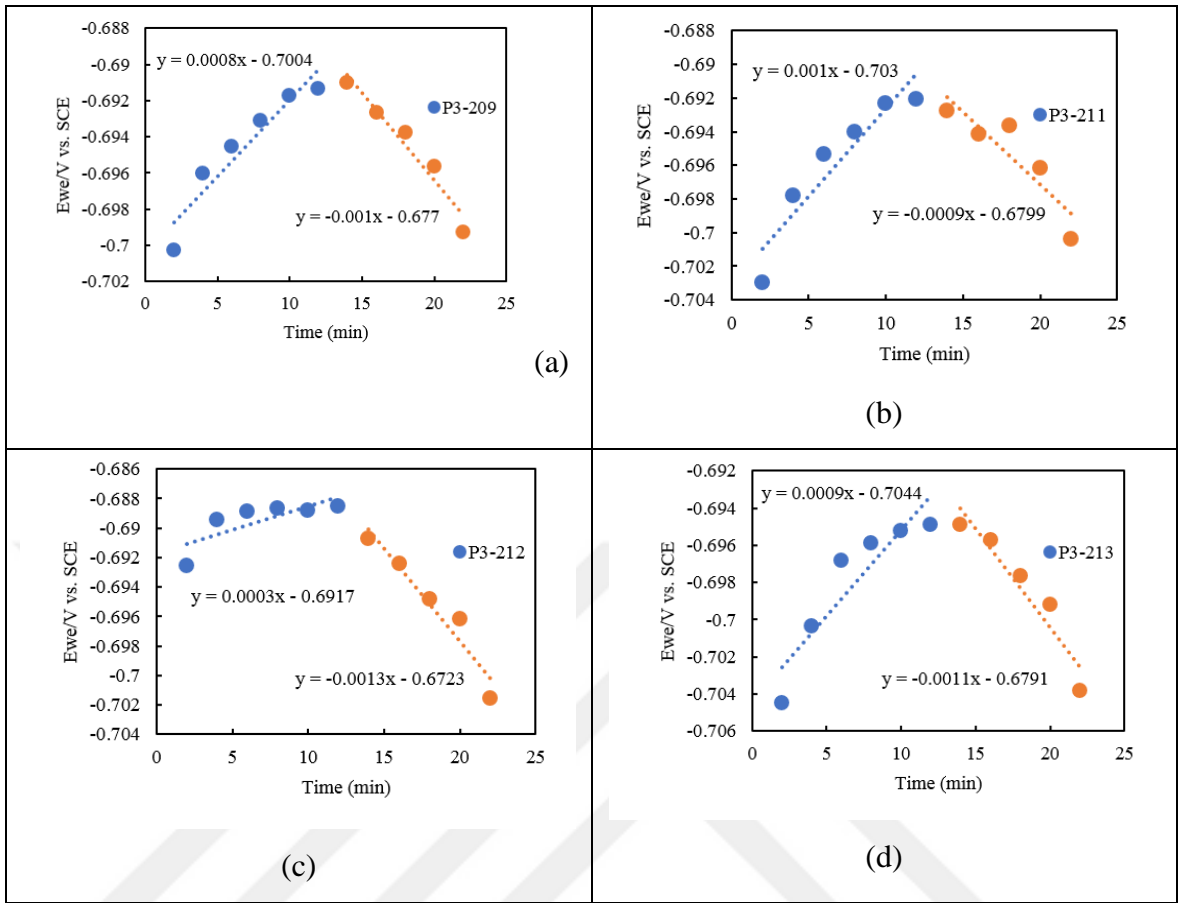 -0.688
-0.69
-0.692
-0.694
-0.696
-0.698
-0.7
-0.702
Ewe/V vs. SCE
y = 0.0008x - 0.7004
P3-209
y = -0.001x - 0.677
0 5 10 15 20 25
Time (min)
(a)
-0.688
-0.69
-0.692
-0.694
-0.696
-0.698
-0.7
-0.702
-0.704
Ewe/V vs. SCE
y = 0.001x - 0.703
P3-211
y = -0.0009x - 0.6799
0 5 10 15 20 25
Time (min)
(b)
-0.686
-0.688
-0.69
-0.692
-0.694
-0.696
-0.698
-0.7
-0.702
-0.704
Ewe/V vs. SCE
P3-212
y = 0.0003x - 0.6917
y = -0.0013x - 0.6723
0 5 10 15 20 25
Time (min)
(c)
-0.692
-0.694
-0.696
-0.698
-0.7
-0.702
-0.704
-0.706
Ewe/V vs. SCE
y = 0.0009x - 0.7044
P3-213
y = -0.0011x - 0.6791
0 5 10 15 20 25
Time (min)
(d)